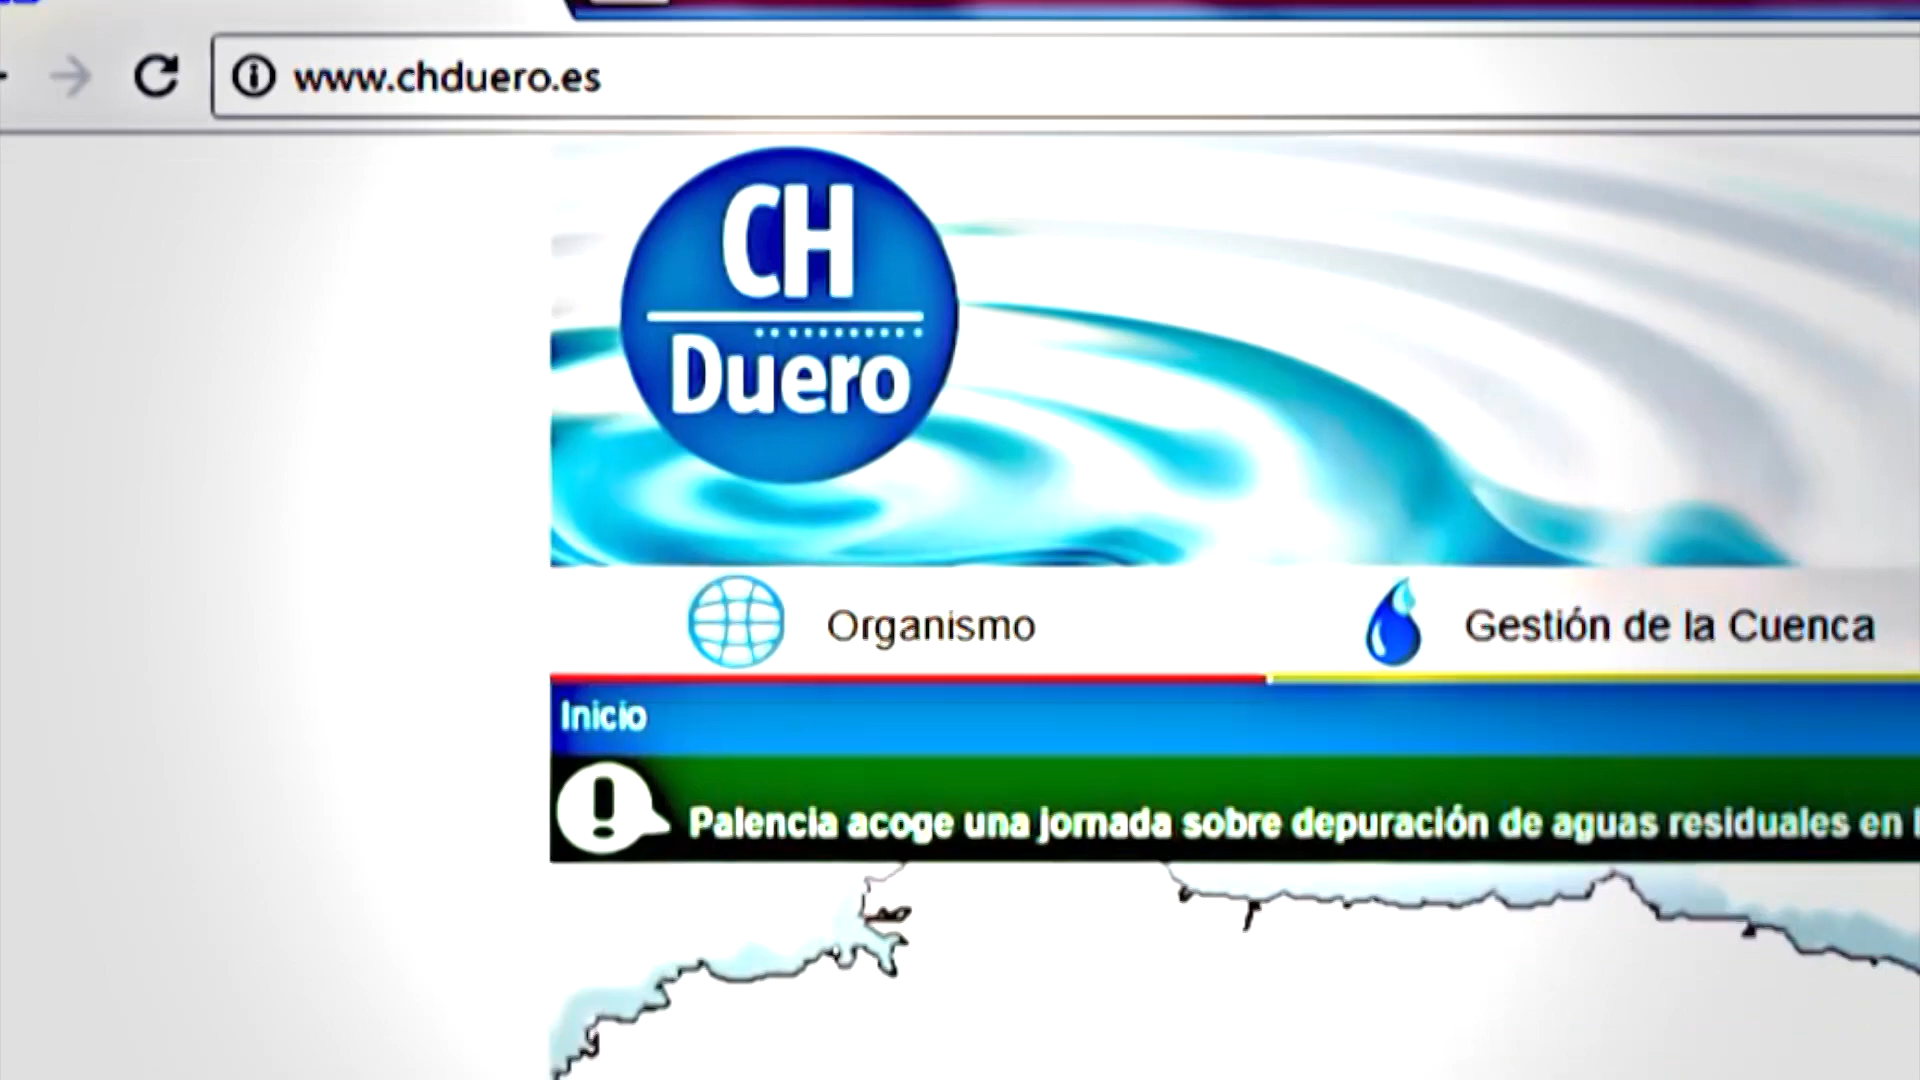 www.chduero.es
CH
Duero
Organismo
Gestión de la Cuenca
Inicio
Palencia acoge una jornada sobre depuración de aguas residuales en